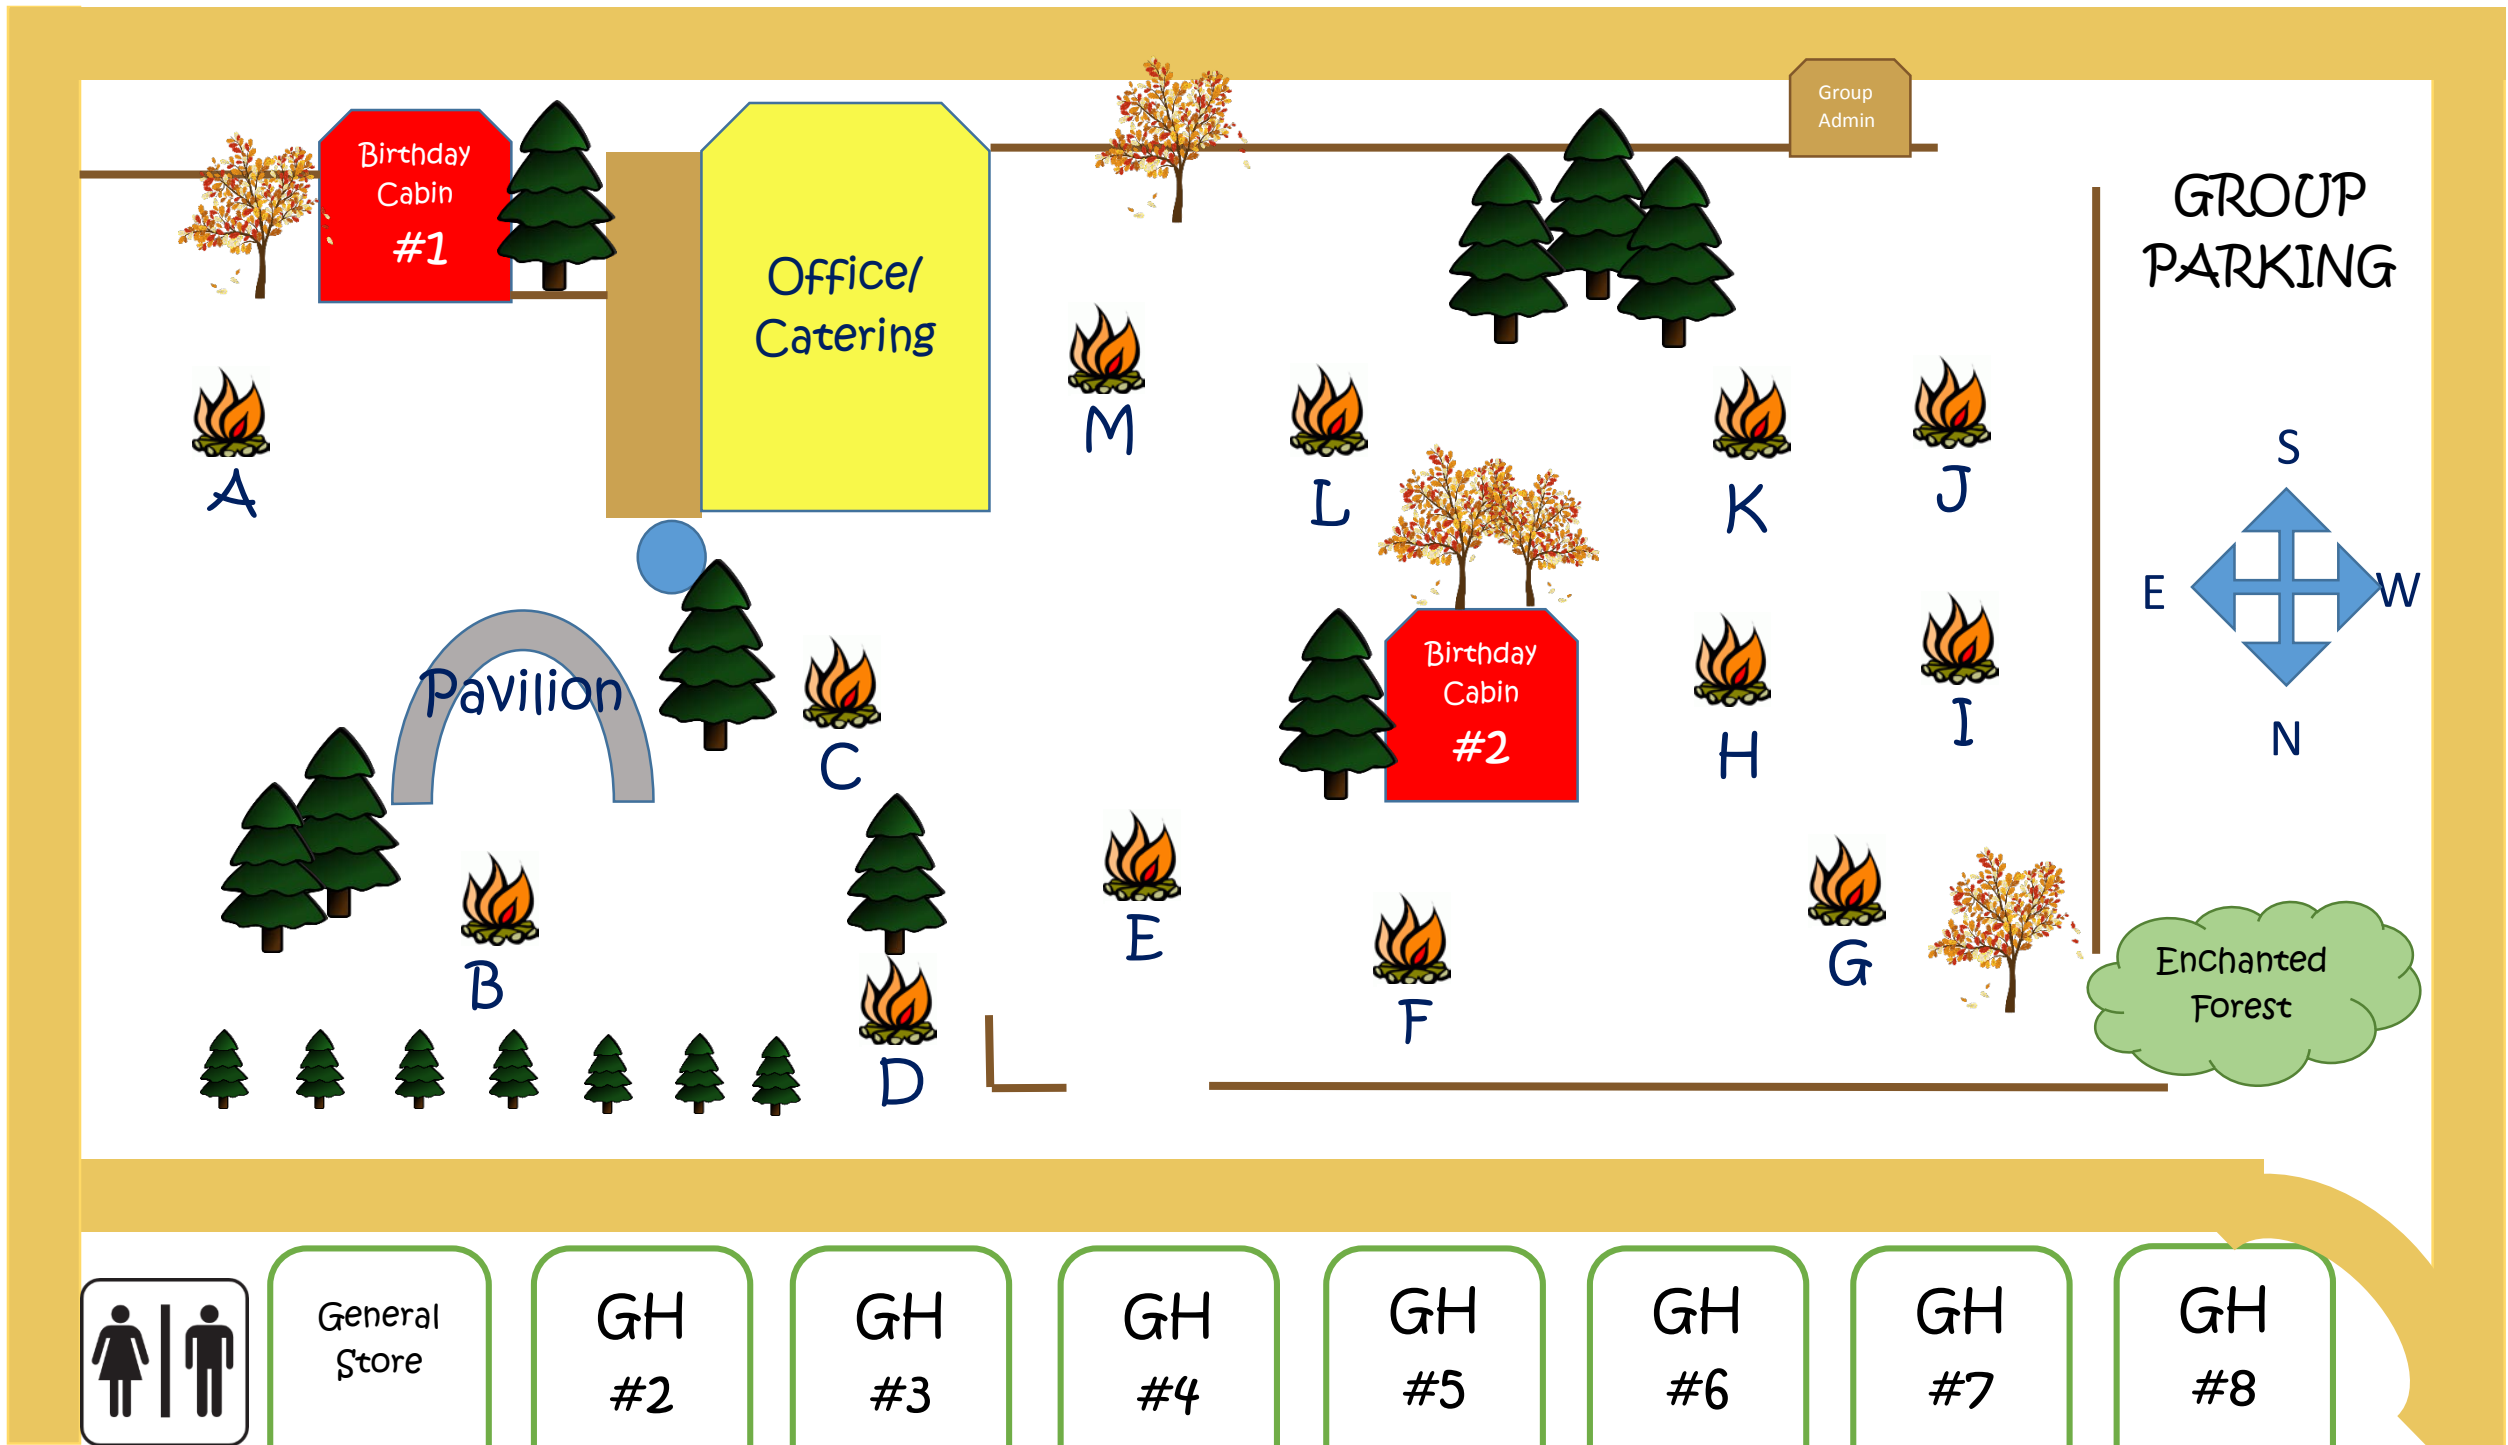 Group
Admin
Birthday
Cabin
#1
GROUP
PARKING
Office/
Catering
M
A
L
K
J
S
E
W
N
Birthday
Cabin
#2
Pavilion
C
H
I
B
E
F
G
Enchanted
Forest
D
General
Store
GH
#2
GH
#3
GH
#4
GH
#5
GH
#6
GH
#7
GH
#8